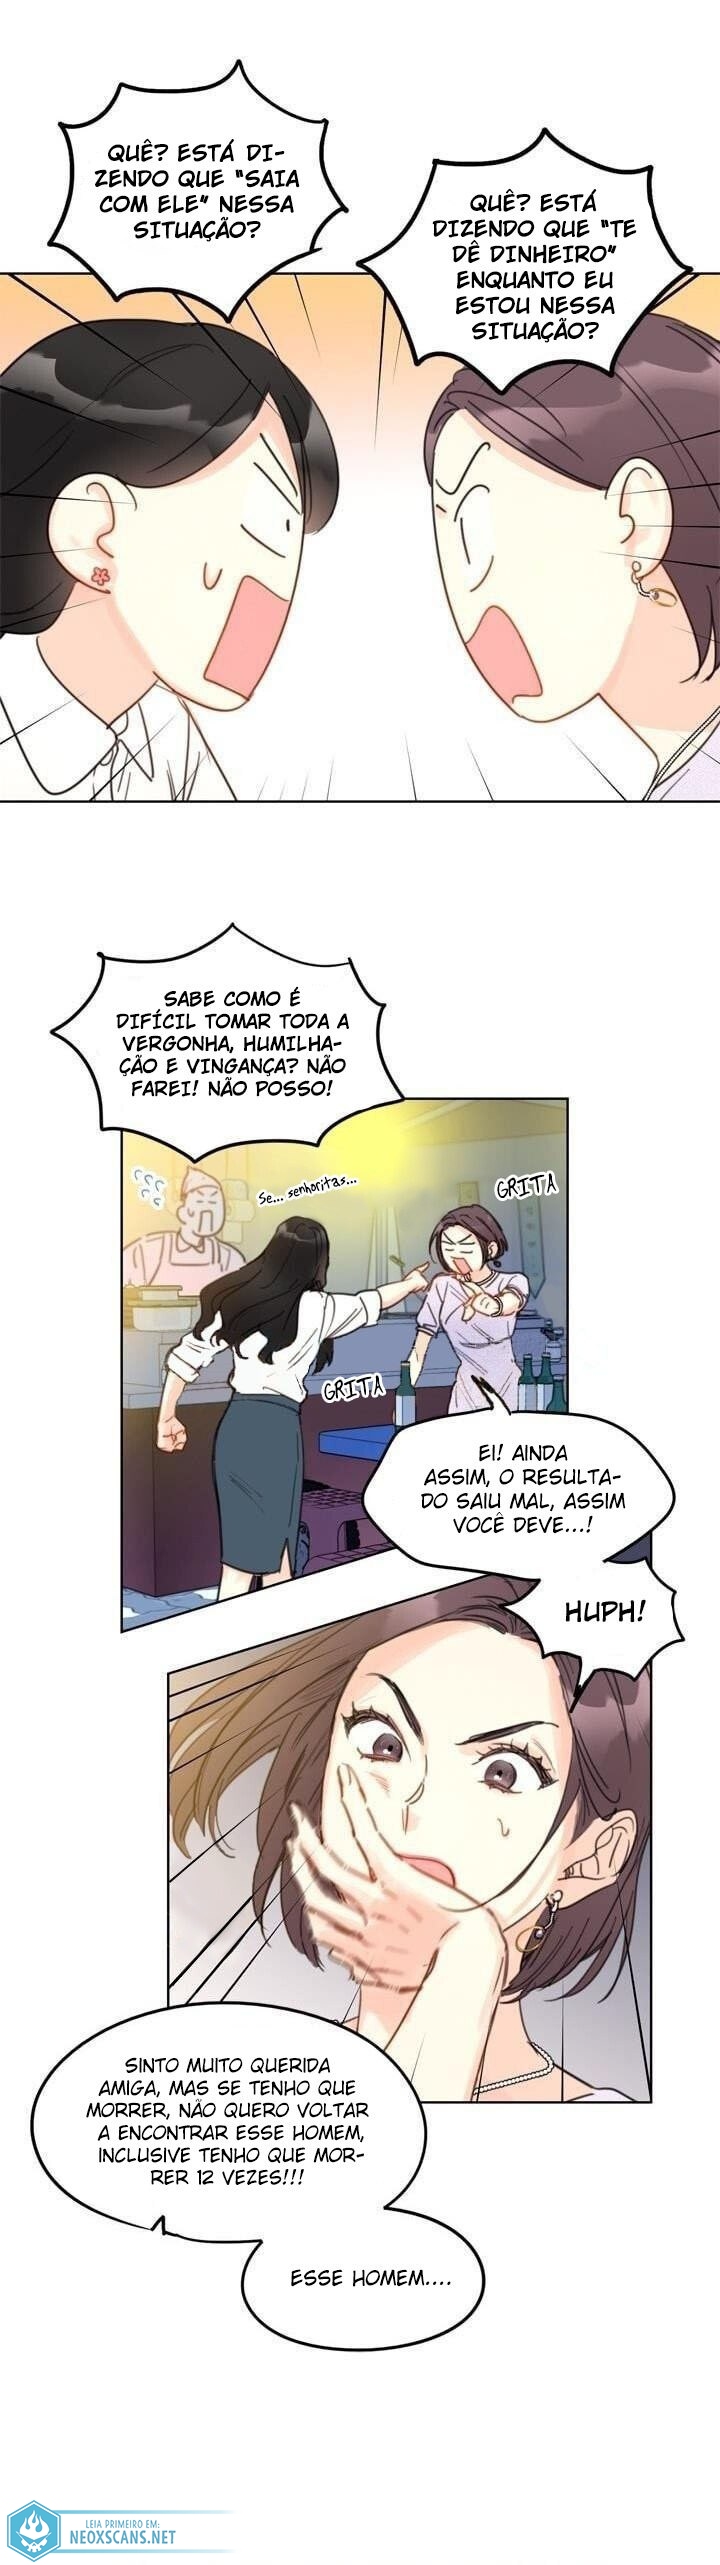 QUÊ? ESTÁ DI-
ZENDO QUE "SAIA
COM ELE" NESSA
SITUAÇÃO?
QUÊ? ESTÁ
DIZENDO QUE "TE
DÊ DINHEIRO"
ENQUANTO EU
ESTOU NESSA
SITUAÇÃO?
SABE COMO É
DIFÍCIL TOMAR TODA A
VERGONHA, HUMILHA-
ÇÃO E VINGANÇA? NÃO
FAREI! NÃO POSSO!
Se... senhoritas...
GRITA
GRITA
EI! AINDA
ASSIM, O RESULTA-
DO SAIU MAL, ASSIM
VOCÊ DEVE...!
HUPH!
SINTO MUITO QUERIDA
AMIGA, MAS SE TENHO QUE
MORRER, NÃO QUERO VOLTAR
A ENCONTRAR ESSE HOMEM,
INCLUSIVE TENHO QUE MOR-
RER 12 VEZES!!!
ESSE HOMEM....
LEIA PRIMEIRO EM:
NEOXSCANS.NET